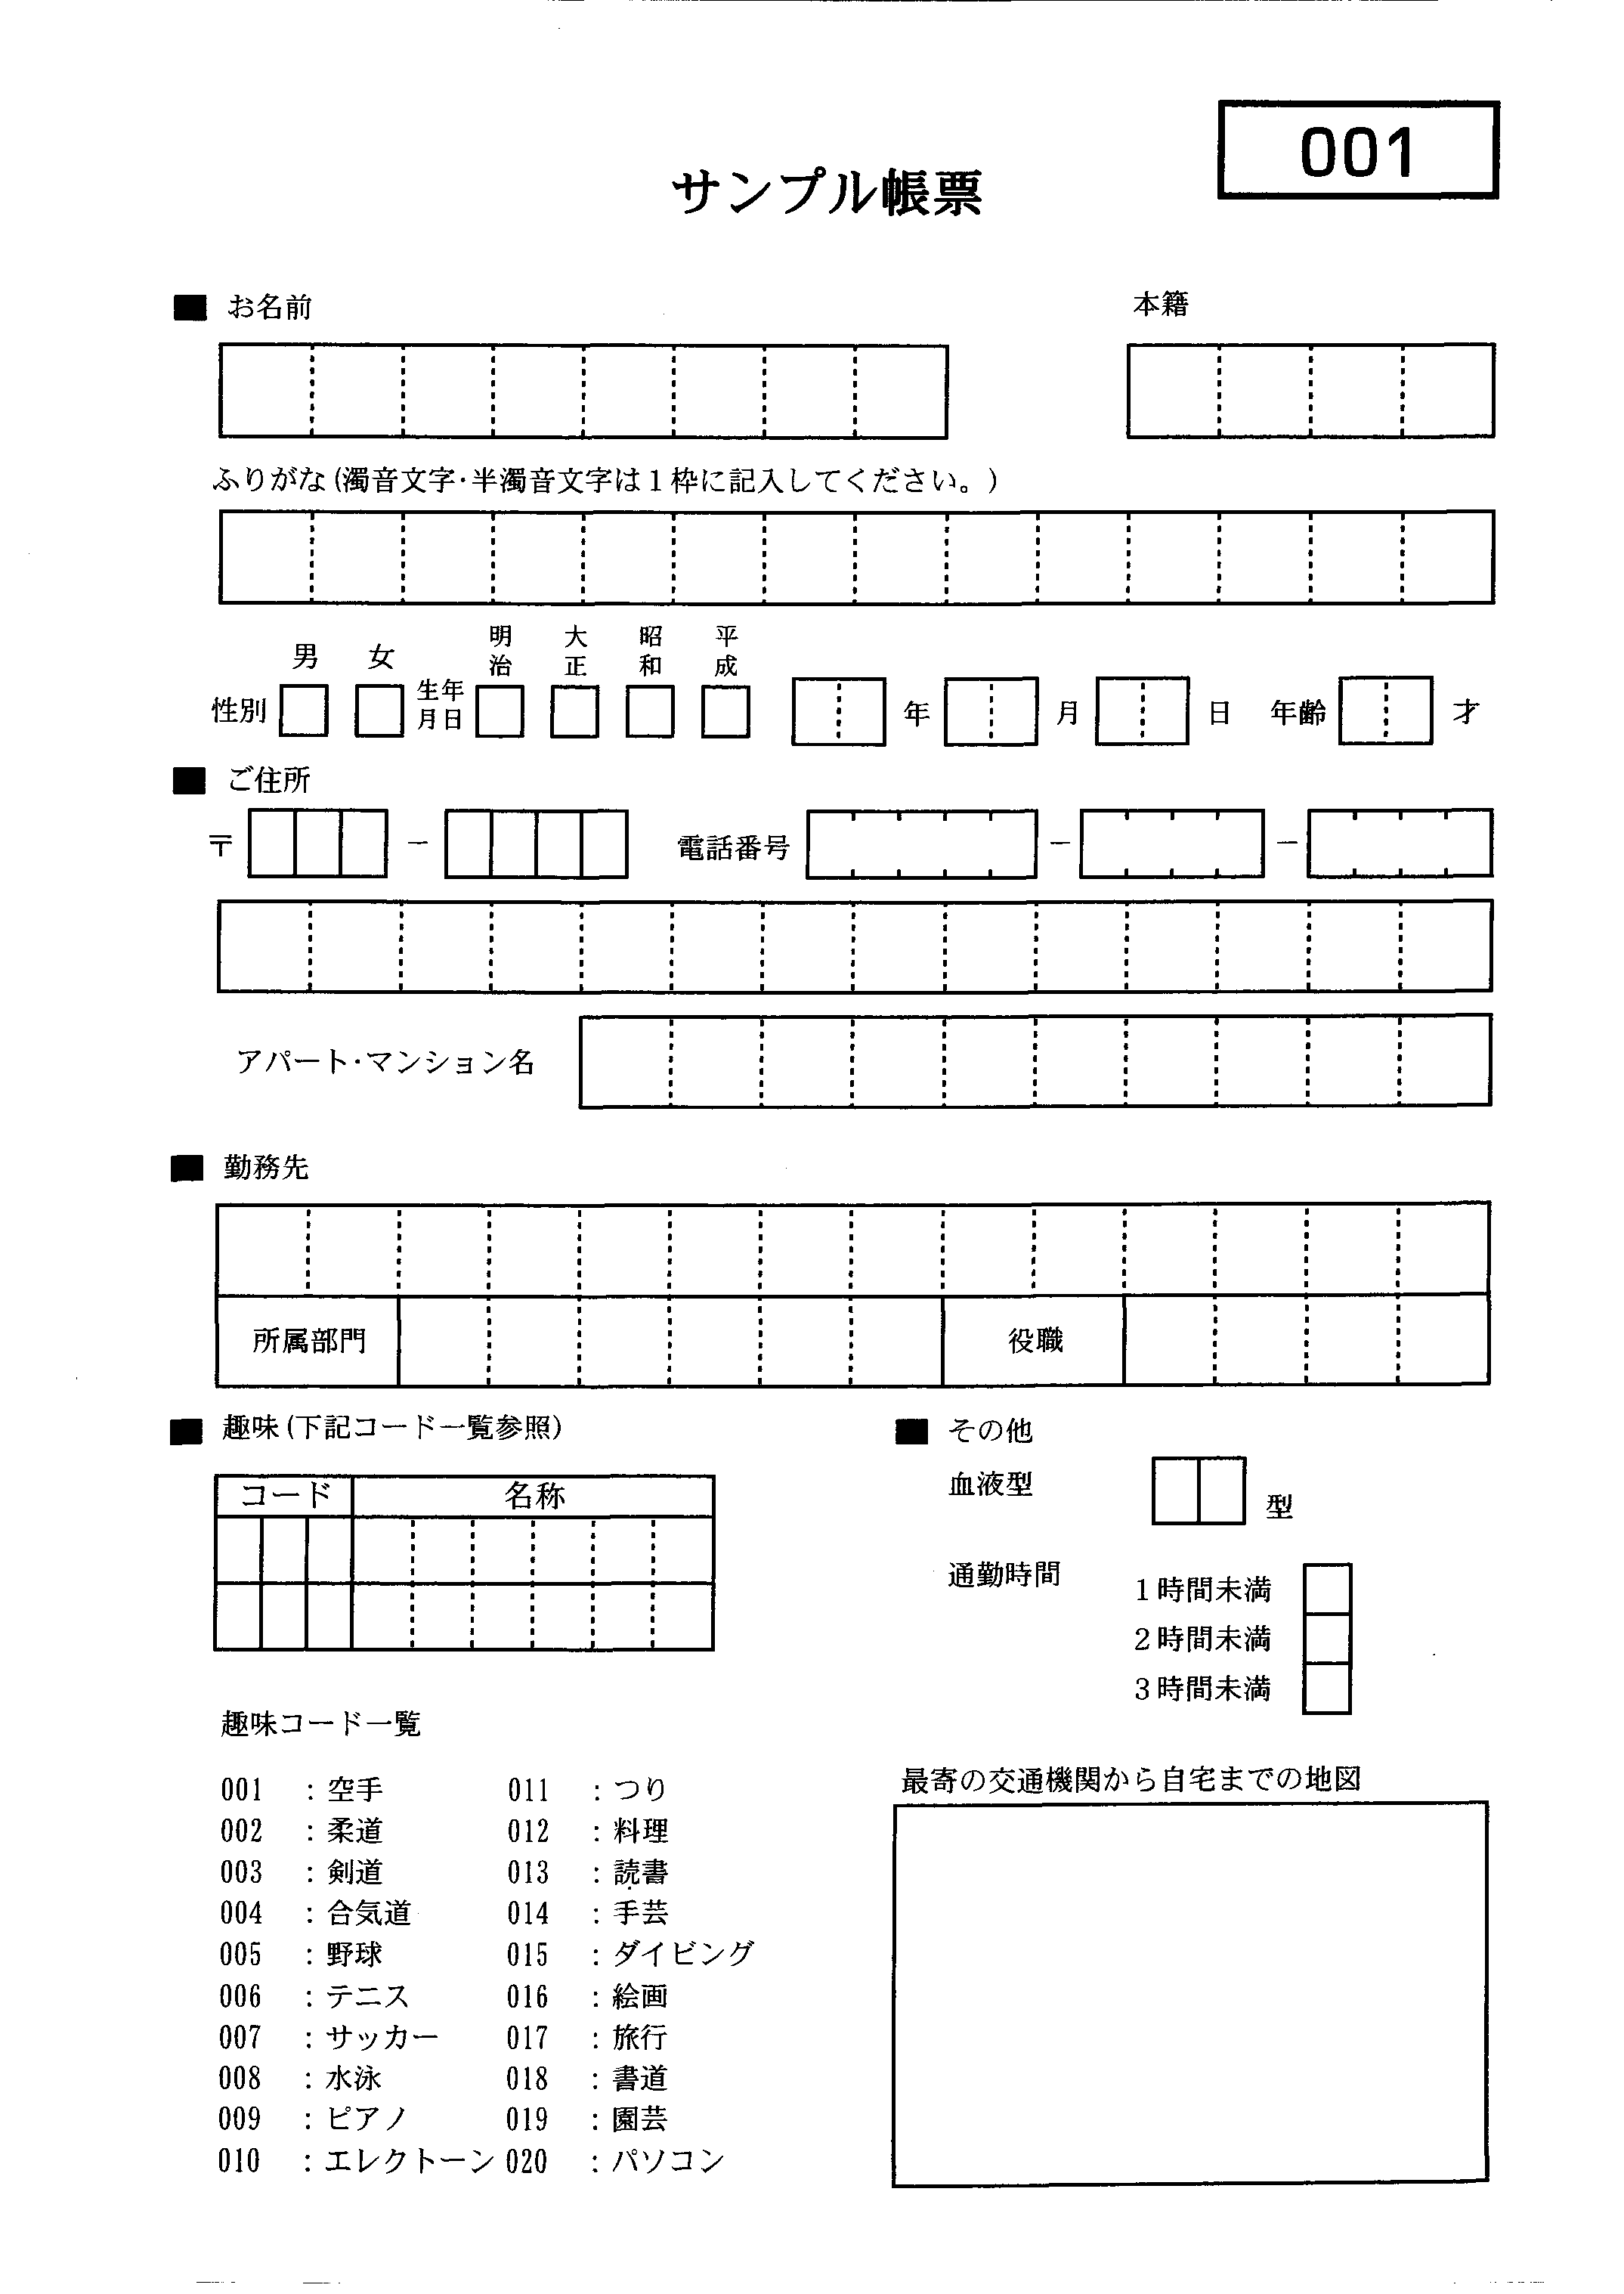 001
サンプル帳票
■ お名前 本籍
ふりがな(濁音文字・半濁音文字は1枠に記入してください。)
男 女 明治 大正 昭和 平成
性別 生年月日 年 月 日 年齢 才
■ ご住所
〒 － 電話番号 － －
アパート・マンション名
■ 勤務先
所属部門 役職
■ 趣味(下記コード一覧参照)
コード 名称
■ その他
血液型 型
通勤時間 1時間未満
2時間未満
3時間未満
趣味コード一覧
001 :空手 011 :つり
002 :柔道 012 :料理
003 :剣道 013 :読書
004 :合気道 014 :手芸
005 :野球 015 :ダイビング
006 :テニス 016 :絵画
007 :サッカー 017 :旅行
008 :水泳 018 :書道
009 :ピアノ 019 :園芸
010 :エレクトーン 020 :パソコン
最寄の交通機関から自宅までの地図